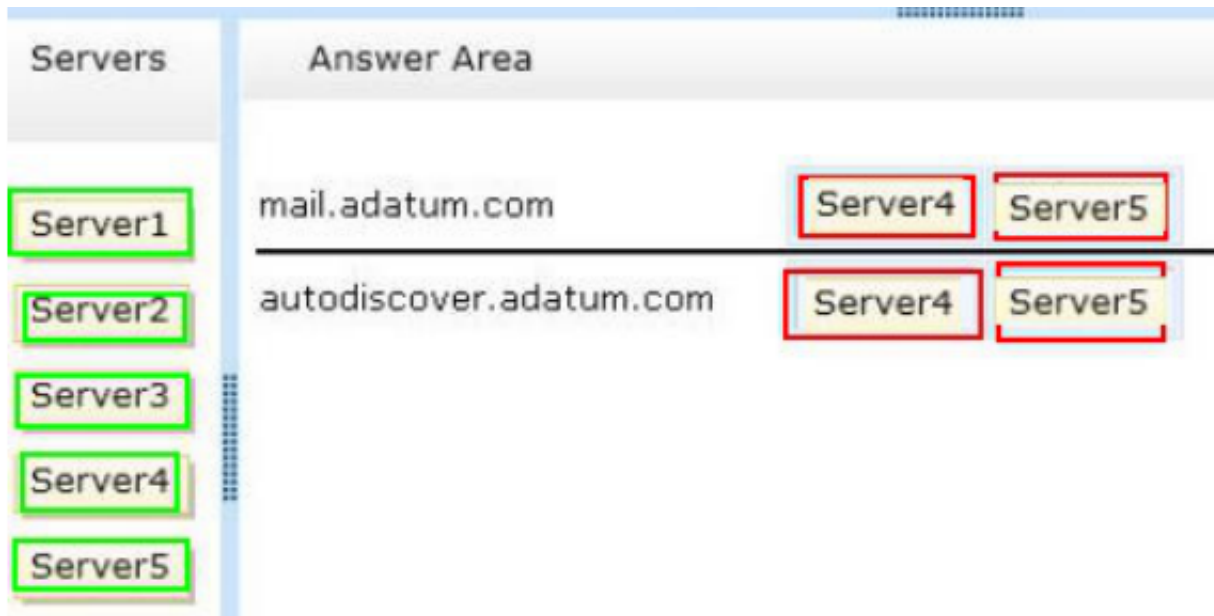 Servers
Answer Area
Server1
Server2
Server3
Server4
Server5
mail.adatum.com Server4 Server5
autodiscover.adatum.com Server4 Server5